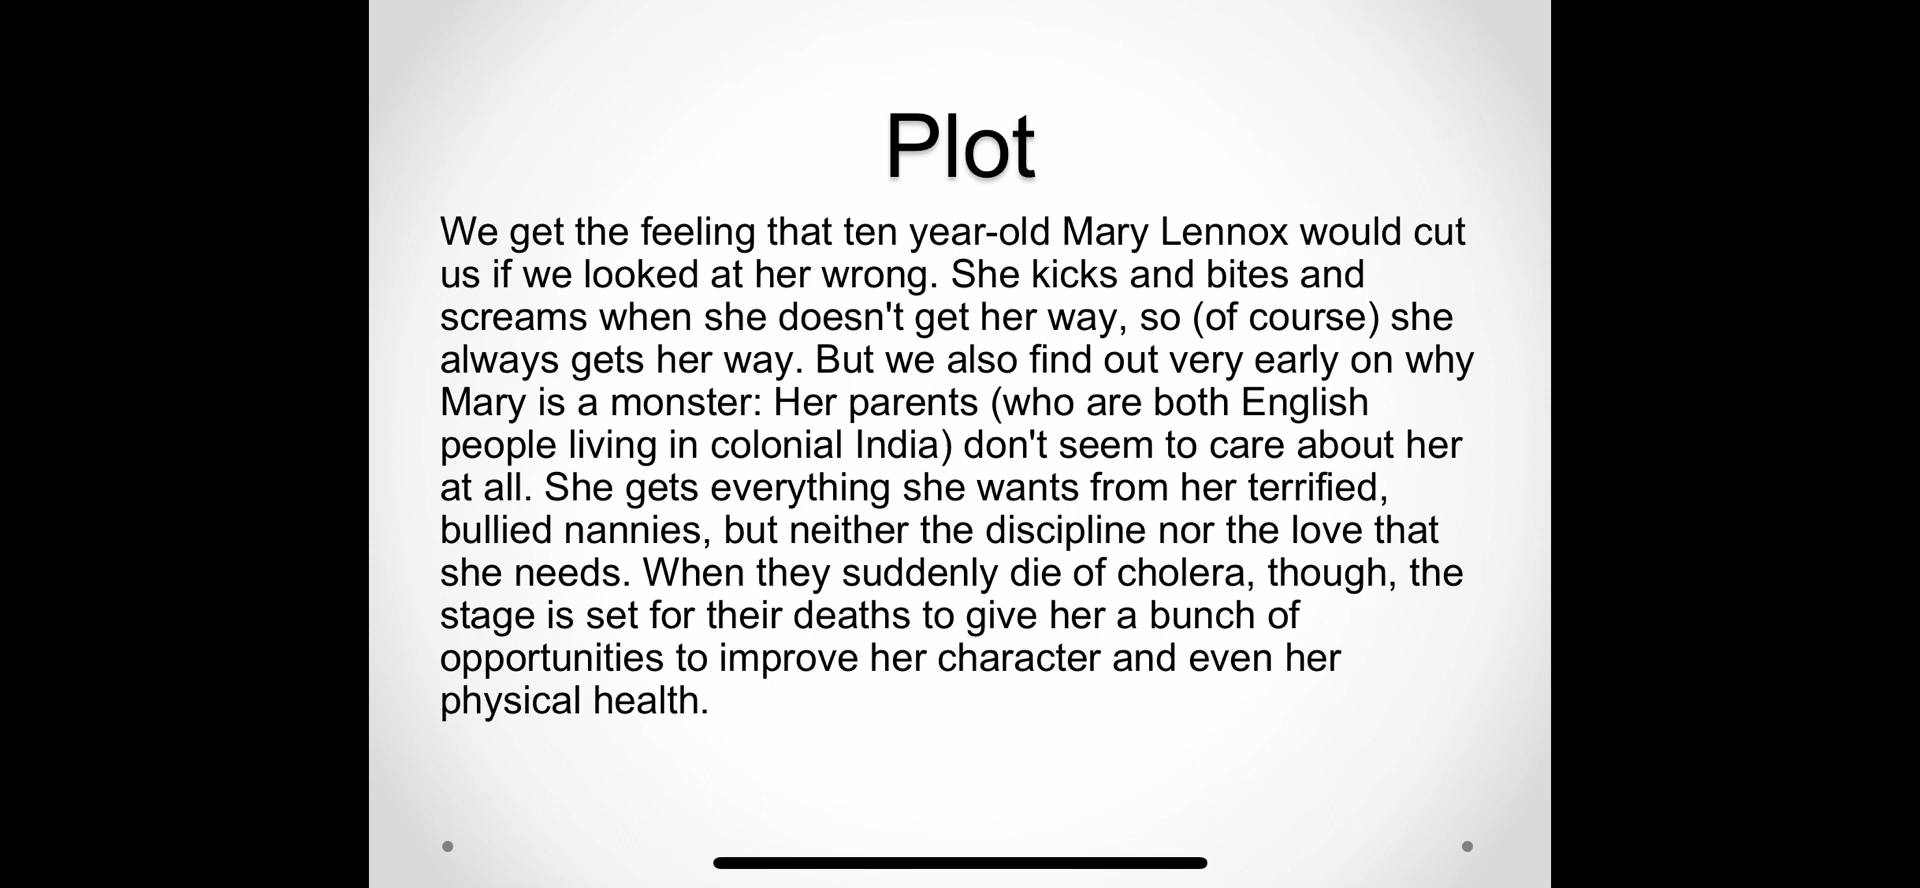 Plot
We get the feeling that ten year-old Mary Lennox would cut
us if we looked at her wrong. She kicks and bites and
screams when she doesn't get her way, so (of course) she
always gets her way. But we also find out very early on why
Mary is a monster: Her parents (who are both English
people living in colonial India) don't seem to care about her
at all. She gets everything she wants from her terrified,
bullied nannies, but neither the discipline nor the love that
she needs. When they suddenly die of cholera, though, the
stage is set for their deaths to give her a bunch of
opportunities to improve her character and even her
physical health.